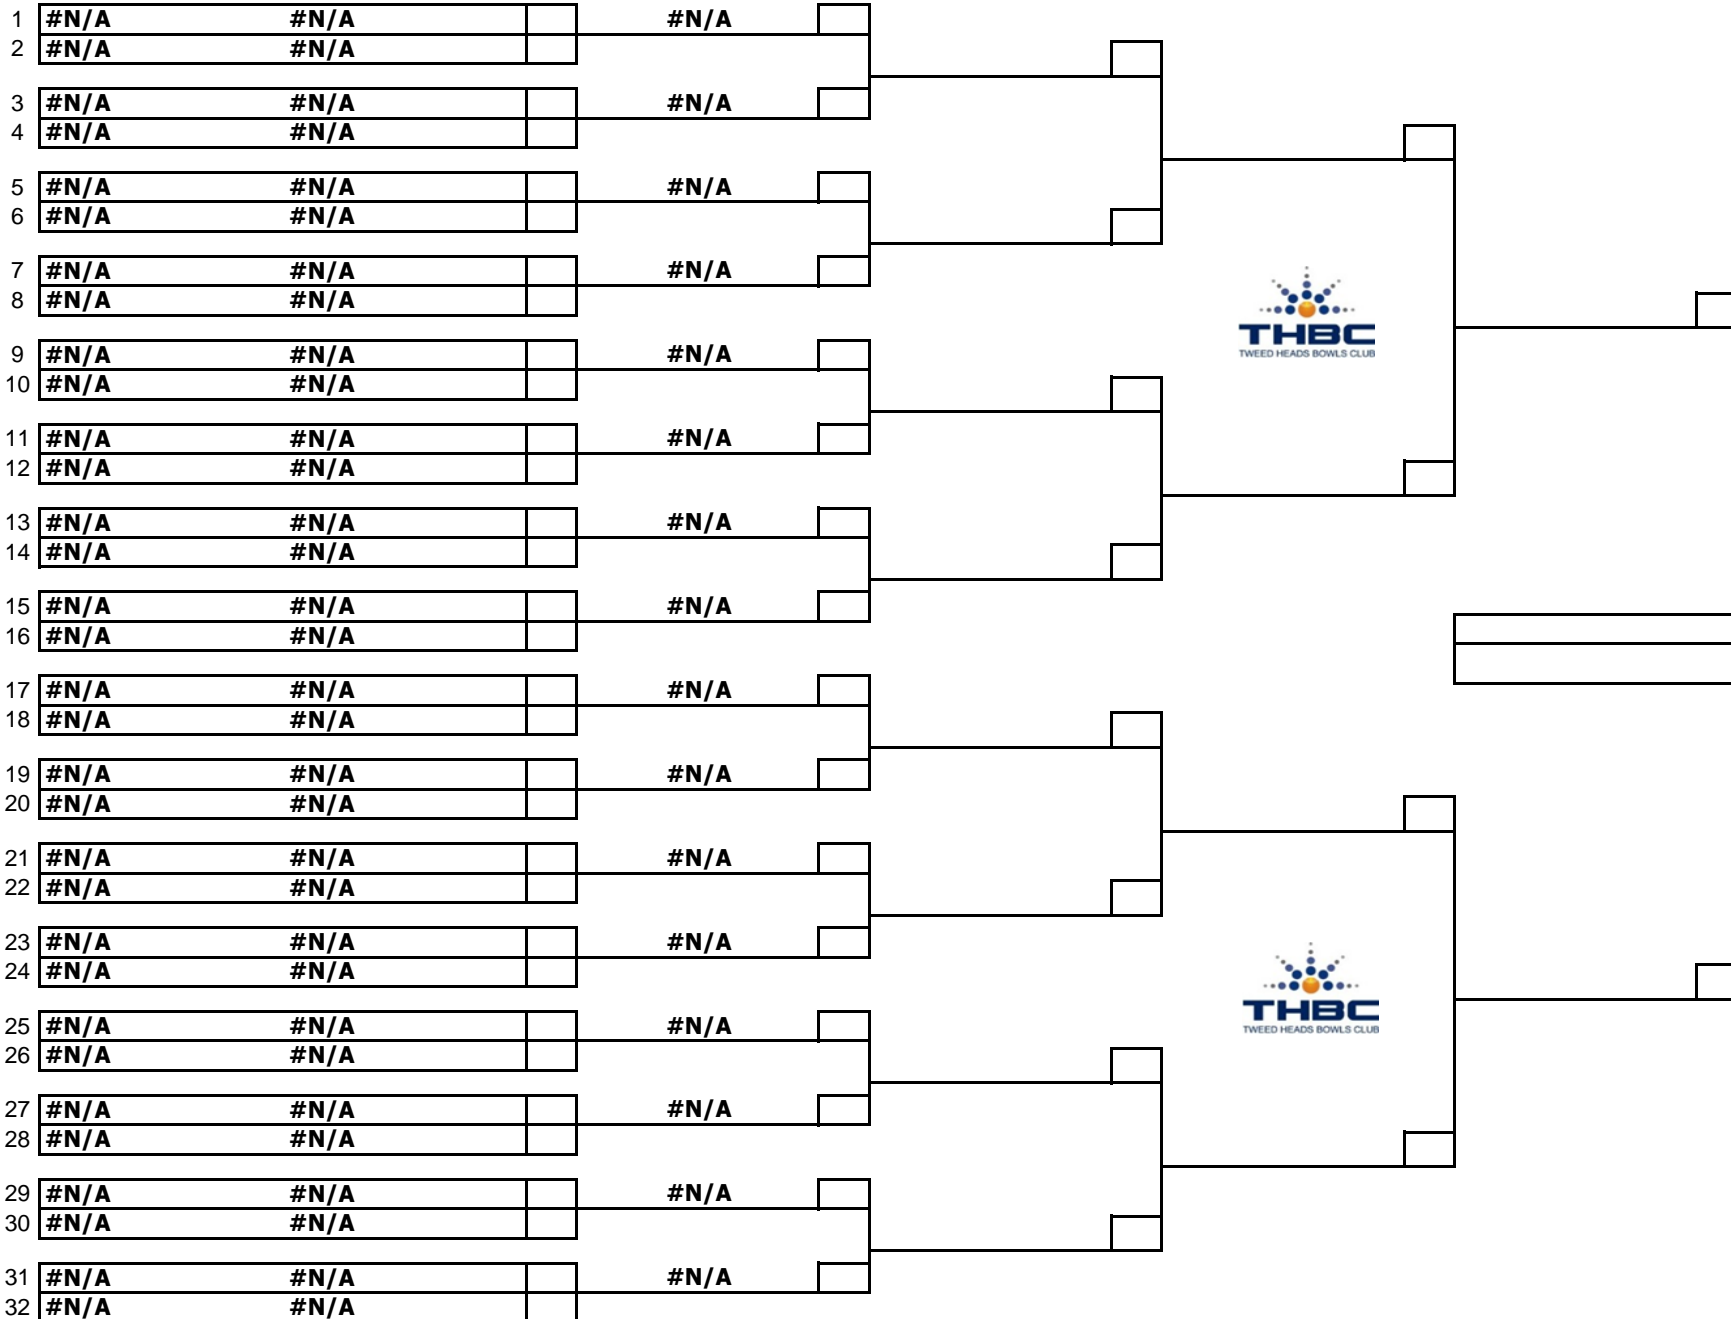 1 #N/A #N/A #N/A
2 #N/A #N/A
3 #N/A #N/A #N/A
4 #N/A #N/A
5 #N/A #N/A #N/A
6 #N/A #N/A
7 #N/A #N/A #N/A
8 #N/A #N/A
THBC
TWEED HEADS BOWLS CLUB
9 #N/A #N/A #N/A
10 #N/A #N/A
11 #N/A #N/A #N/A
12 #N/A #N/A
13 #N/A #N/A #N/A
14 #N/A #N/A
15 #N/A #N/A #N/A
16 #N/A #N/A
17 #N/A #N/A #N/A
18 #N/A #N/A
19 #N/A #N/A #N/A
20 #N/A #N/A
21 #N/A #N/A #N/A
22 #N/A #N/A
23 #N/A #N/A #N/A
24 #N/A #N/A
THBC
TWEED HEADS BOWLS CLUB
25 #N/A #N/A #N/A
26 #N/A #N/A
27 #N/A #N/A #N/A
28 #N/A #N/A
29 #N/A #N/A #N/A
30 #N/A #N/A
31 #N/A #N/A #N/A
32 #N/A #N/A